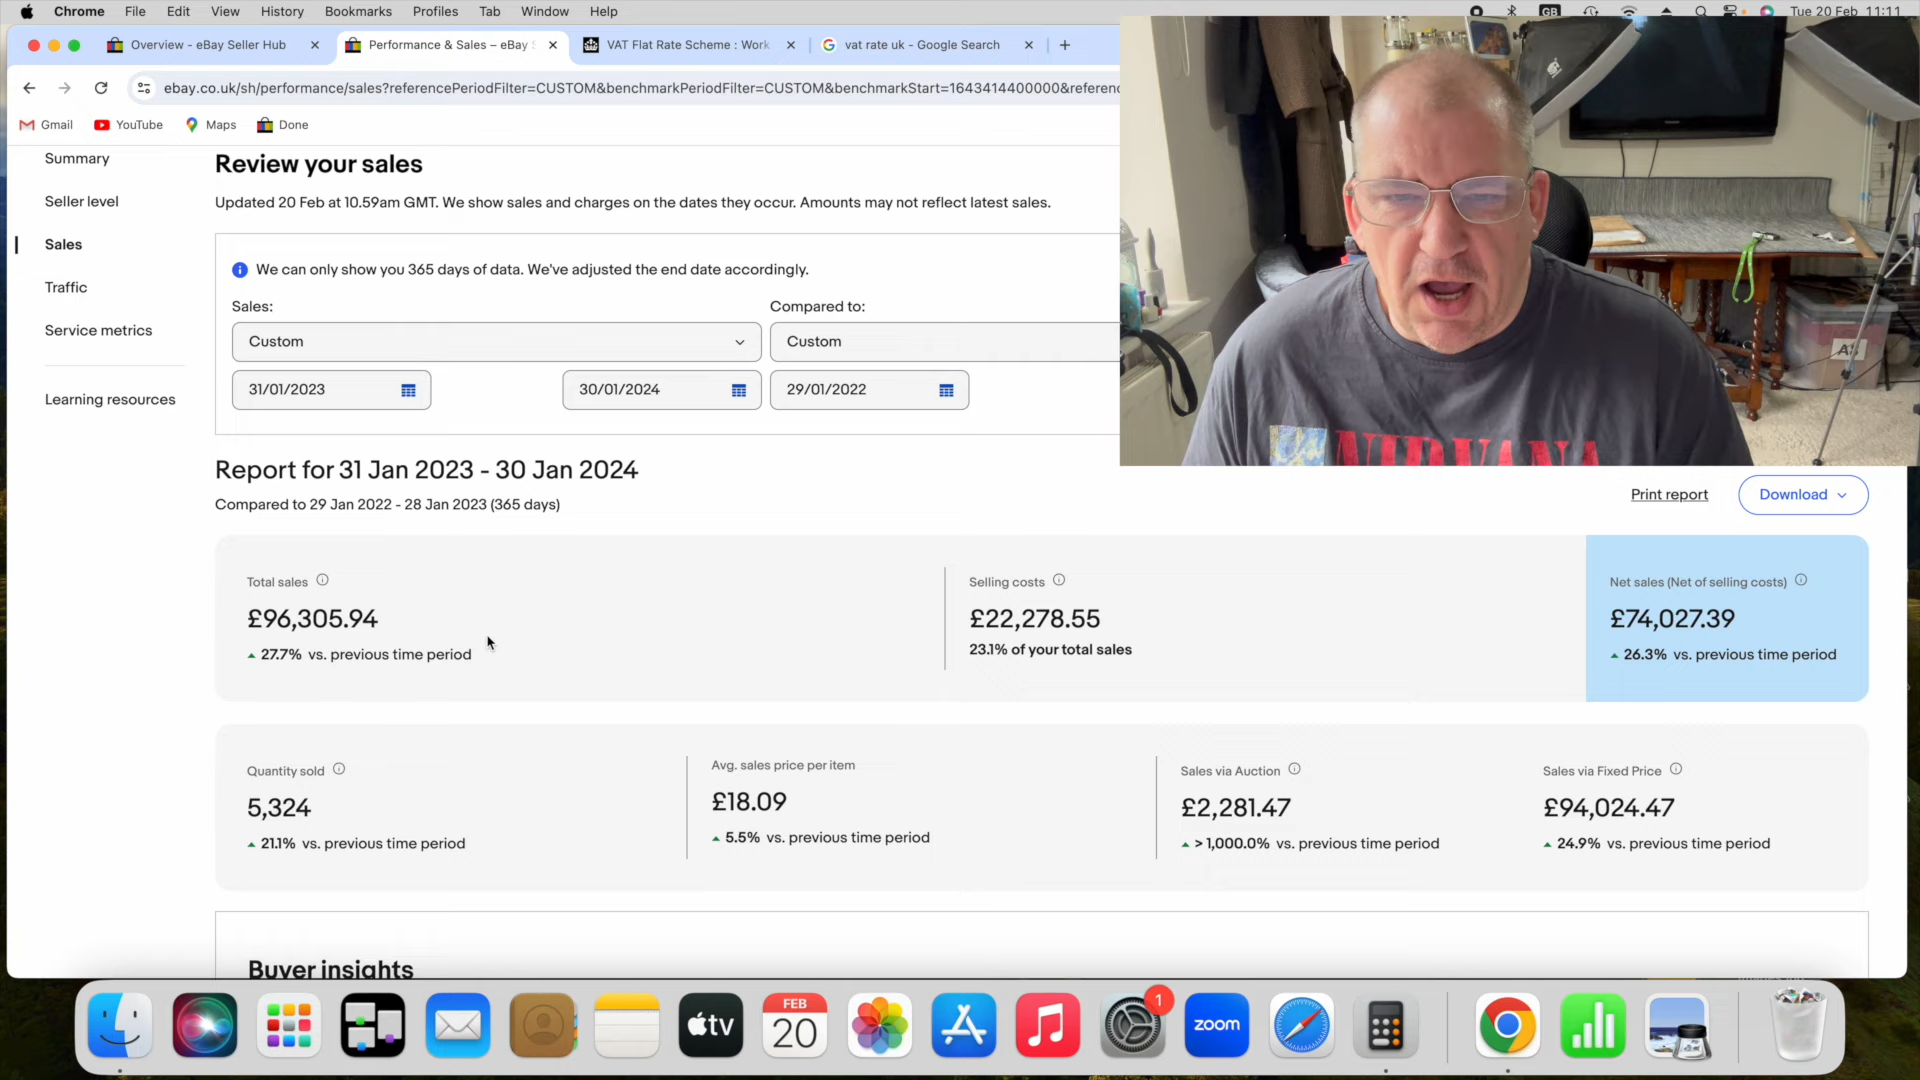 Chrome File Edit View History Bookmarks Profiles Tab Window Help GB Tue 20 Feb 11:11
Overview - eBay Seller Hub Performance & Sales – eBay S VAT Flat Rate Scheme : Work vat rate uk - Google Search
ebay.co.uk/sh/performance/sales?referencePeriodFilter=CUSTOM&benchmarkPeriodFilter=CUSTOM&benchmarkStart=1643414400000&referenc
Gmail YouTube Maps Done
Summary
Seller level
Sales
Traffic
Service metrics
Learning resources
Review your sales
Updated 20 Feb at 10.59am GMT. We show sales and charges on the dates they occur. Amounts may not reflect latest sales.
We can only show you 365 days of data. We've adjusted the end date accordingly.
Sales: Compared to:
Custom Custom
31/01/2023 30/01/2024 29/01/2022
Report for 31 Jan 2023 - 30 Jan 2024
Compared to 29 Jan 2022 - 28 Jan 2023 (365 days)
Print report Download
Total sales
£96,305.94
27.7% vs. previous time period
Selling costs
£22,278.55
23.1% of your total sales
Net sales (Net of selling costs)
£74,027.39
26.3% vs. previous time period
Quantity sold
5,324
21.1% vs. previous time period
Avg. sales price per item
£18.09
5.5% vs. previous time period
Sales via Auction
£2,281.47
> 1,000.0% vs. previous time period
Sales via Fixed Price
£94,024.47
24.9% vs. previous time period
Buyer insights
NIRVANA
tv
FEB
20
1
zoom